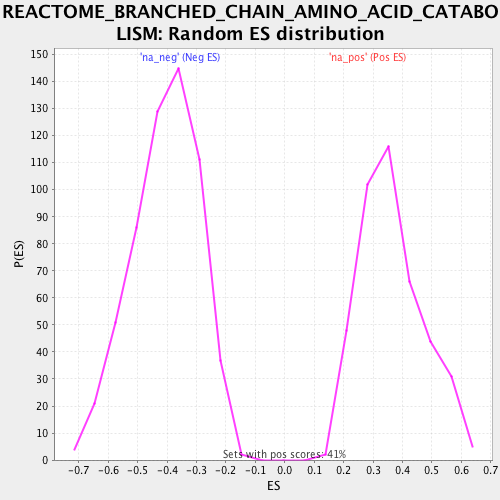 REACTOME_BRANCHED_CHAIN_AMINO_ACID_CATABO
LISM: Random ES distribution
'na_neg' (Neg ES)
'na_pos' (Pos ES)
150
140
130
120
110
100
90
80
70
60
50
40
30
20
10
0
P(ES)
Sets with pos scores: 41%
-0.7 -0.6 -0.5 -0.4 -0.3 -0.2 -0.1 0.0 0.1 0.2 0.3 0.4 0.5 0.6 0.7
ES